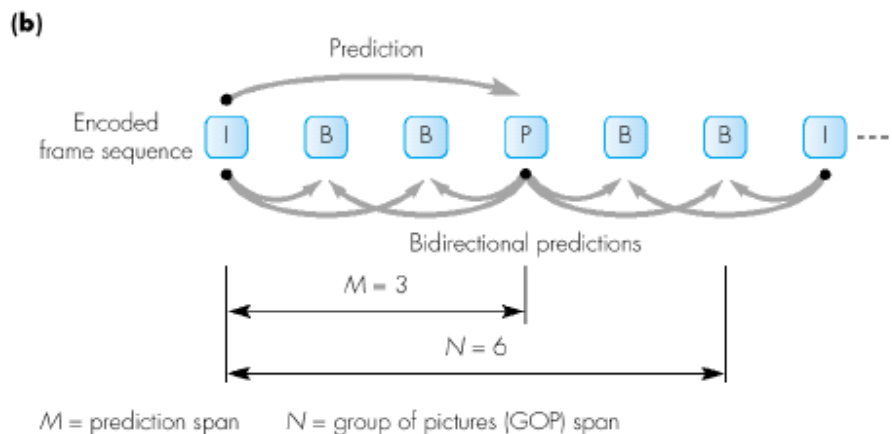 (b)
Prediction
Encoded
frame sequence
I B B P B B I
Bidirectional predictions
M = 3
N = 6
M = prediction span N = group of pictures (GOP) span